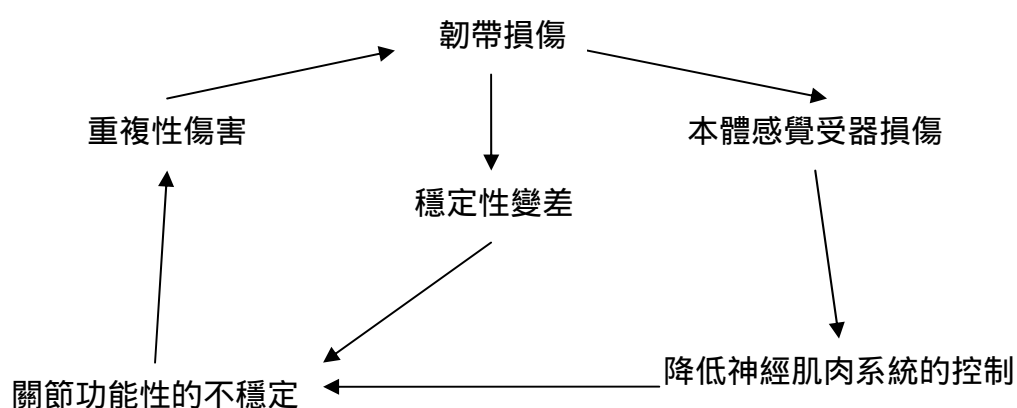 韌帶損傷
重複性傷害
本體感覺受器損傷
穩定性變差
降低神經肌肉系統的控制
關節功能性的不穩定